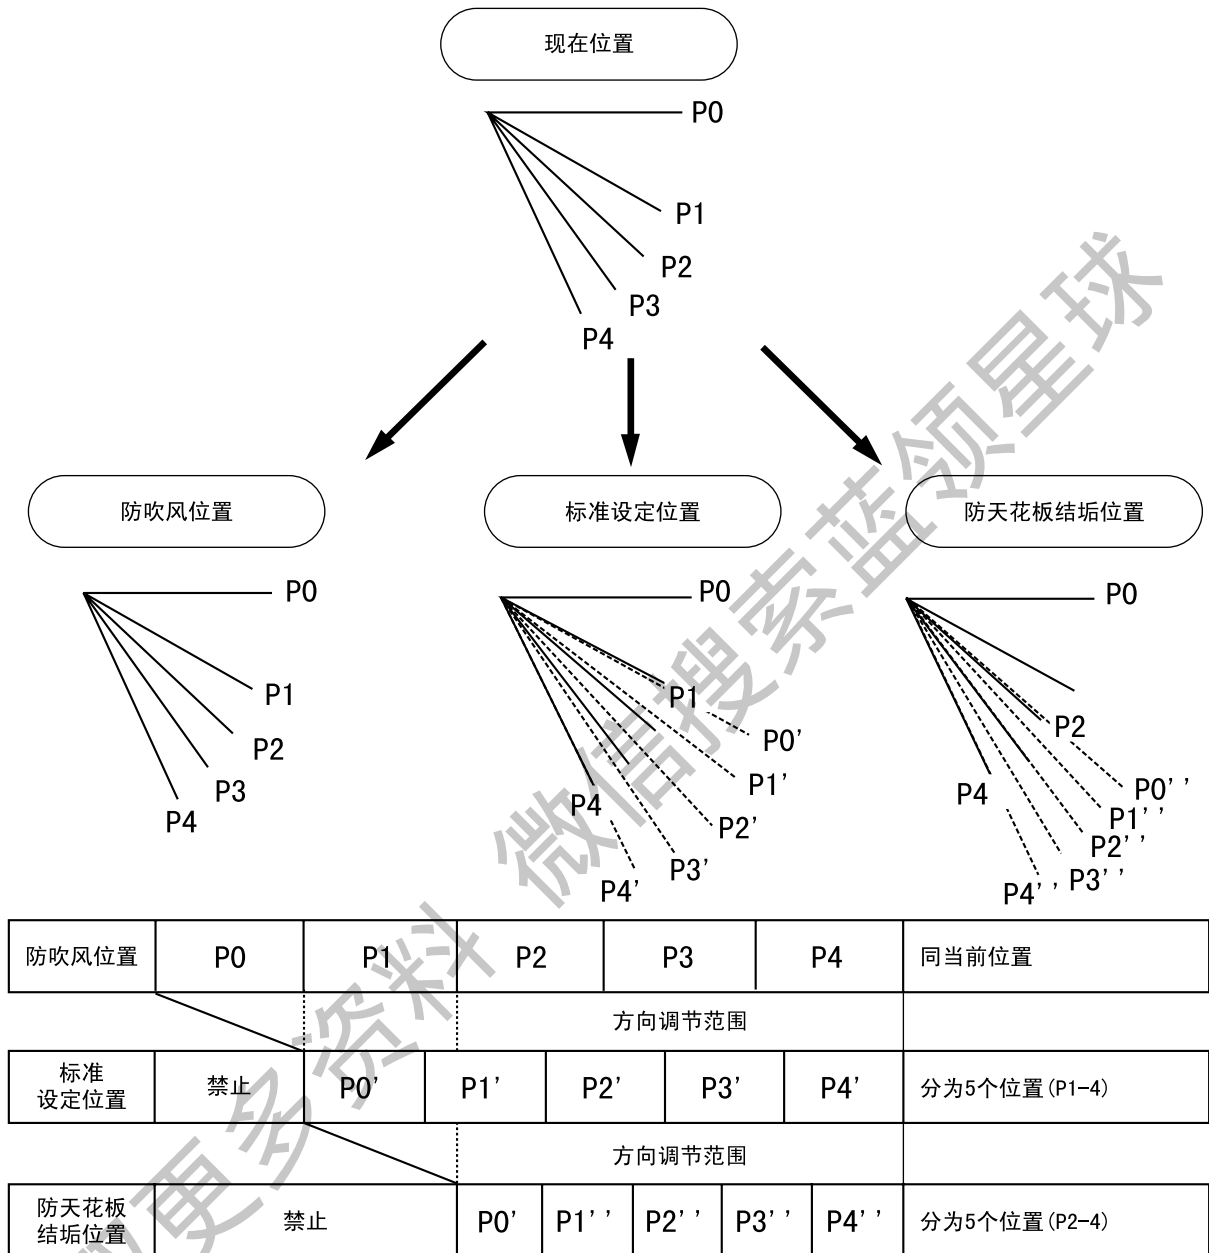 现在位置
P0
P1
P2
P3
P4
防吹风位置
标准设定位置
防天花板结垢位置
P0
P1
P2
P3
P4
P0
P1
P0'
P1'
P2'
P3'
P4
P4'
P0
P2
P0''
P1''
P2''
P3''
P4
P4''
防吹风位置 P0 P1 P2 P3 P4 同当前位置
方向调节范围
标准
设定位置 禁止 P0' P1' P2' P3' P4' 分为5个位置(P1-4)
方向调节范围
防天花板
结垢位置 禁止 P0' P1'' P2'' P3'' P4'' 分为5个位置(P2-4)
更多资料 微信搜索蓝领星球